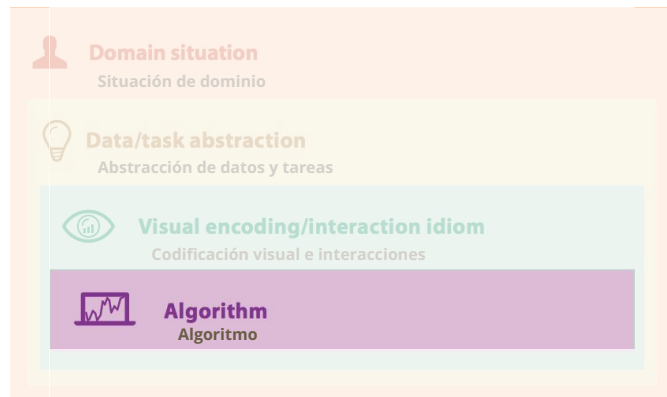 Domain situation
Situación de dominio
Data/task abstraction
Abstracción de datos y tareas
Visual encoding/interaction idiom
Codificación visual e interacciones
Algorithm
Algoritmo